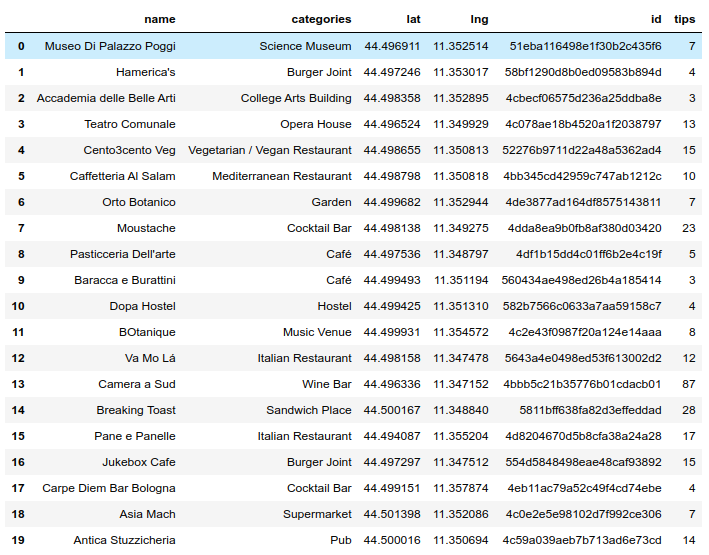 name categories lat lng id tips
0 Museo Di Palazzo Poggi Science Museum 44.496911 11.352514 51eba116498e1f30b2c435f6 7
1 Hamerica's Burger Joint 44.497246 11.353017 58bf1290d8b0ed09583b894d 4
2 Accademia delle Belle Arti College Arts Building 44.498358 11.352895 4cbecf06575d236a25ddba8e 3
3 Teatro Comunale Opera House 44.496524 11.349929 4c078ae18b4520a1f2038797 13
4 Cento3cento Veg Vegetarian / Vegan Restaurant 44.498655 11.350813 52276b9711d22a48a5362ad4 15
5 Caffetteria Al Salam Mediterranean Restaurant 44.498798 11.350818 4bb345cd42959c747ab1212c 10
6 Orto Botanico Garden 44.499682 11.352944 4de3877ad164df8575143811 7
7 Moustache Cocktail Bar 44.498138 11.349275 4dda8ea9b0fb8af380d03420 23
8 Pasticceria Dell'arte Café 44.497536 11.348797 4df1b15dd4c01ff6b2e4c19f 5
9 Baracca e Burattini Café 44.499493 11.351194 560434ae498ed26b4a185414 3
10 Dopa Hostel Hostel 44.499425 11.351310 582b7566c0633a7aa59158c7 4
11 BOtanique Music Venue 44.499931 11.354572 4c2e43f0987f20a124e14aaa 8
12 Va Mo Lá Italian Restaurant 44.498158 11.347478 5643a4e0498ed53f613002d2 12
13 Camera a Sud Wine Bar 44.496336 11.347152 4bbb5c21b35776b01cdacb01 87
14 Breaking Toast Sandwich Place 44.500167 11.348840 5811bff638fa82d3effeddad 28
15 Pane e Panelle Italian Restaurant 44.494087 11.355204 4d8204670d5b8cfa38a24a28 17
16 Jukebox Cafe Burger Joint 44.497297 11.347512 554d5848498eae48caf93892 15
17 Carpe Diem Bar Bologna Cocktail Bar 44.499151 11.357874 4eb11ac79a52c49f4cd74ebe 4
18 Asia Mach Supermarket 44.501398 11.352086 4c0e2e5e98102d7f992ce306 7
19 Antica Stuzzicheria Pub 44.500016 11.350694 4c59a039aeb7b713ad6e73cd 14